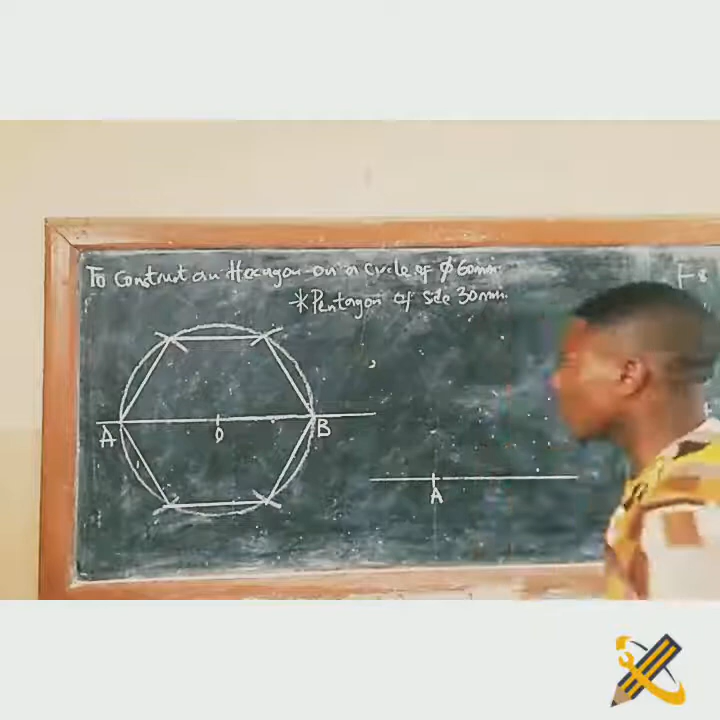 To Construct an Hexagon on a circle of ϕ 60mm.
*Pentagon of side 30mm.
A
O
B
A